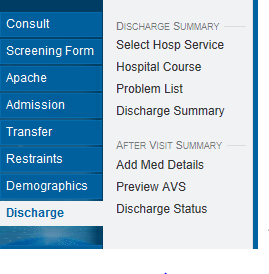 Consult
Screening Form
Apache
Admission
Transfer
Restraints
Demographics
Discharge
DISCHARGE SUMMARY
Select Hosp Service
Hospital Course
Problem List
Discharge Summary
AFTER VISIT SUMMARY
Add Med Details
Preview AVS
Discharge Status